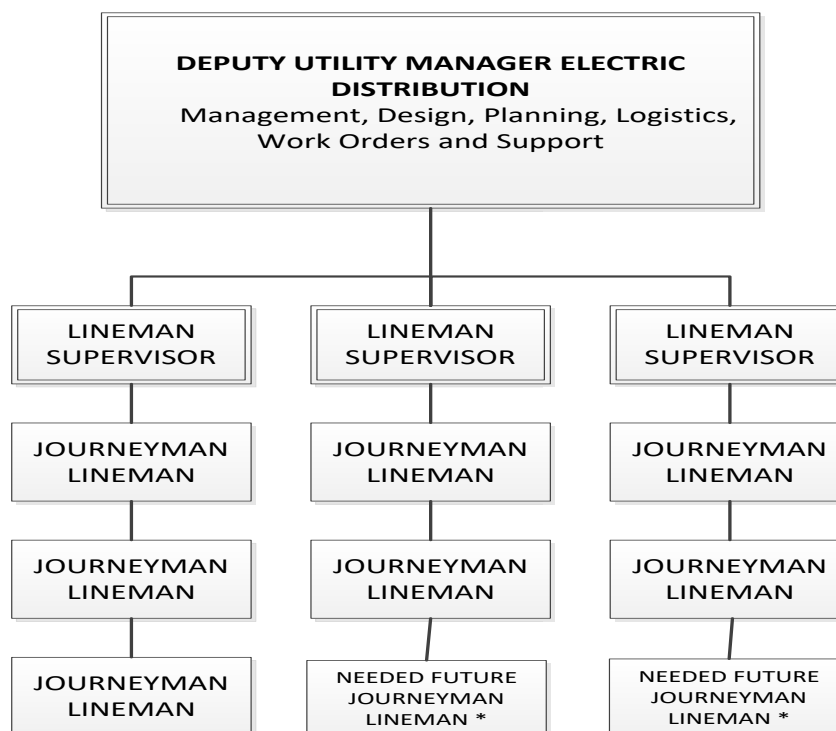 DEPUTY UTILITY MANAGER ELECTRIC
DISTRIBUTION
Management, Design, Planning, Logistics,
Work Orders and Support
LINEMAN
SUPERVISOR
LINEMAN
SUPERVISOR
LINEMAN
SUPERVISOR
JOURNEYMAN
LINEMAN
JOURNEYMAN
LINEMAN
JOURNEYMAN
LINEMAN
JOURNEYMAN
LINEMAN
JOURNEYMAN
LINEMAN
JOURNEYMAN
LINEMAN
JOURNEYMAN
LINEMAN
NEEDED FUTURE
JOURNEYMAN
LINEMAN *
NEEDED FUTURE
JOURNEYMAN
LINEMAN *